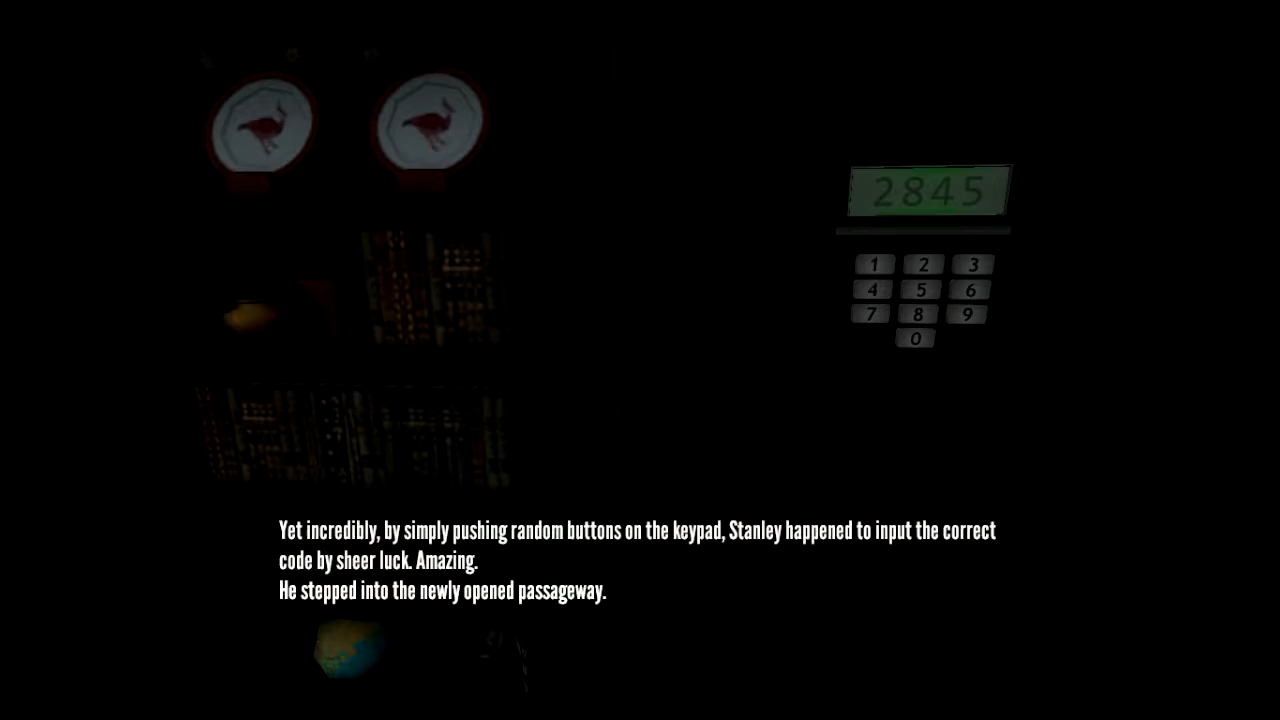 2845
1 2 3
4 5 6
7 8 9
0
Yet incredibly, by simply pushing random buttons on the keypad, Stanley happened to input the correct
code by sheer luck. Amazing.
He stepped into the newly opened passageway.